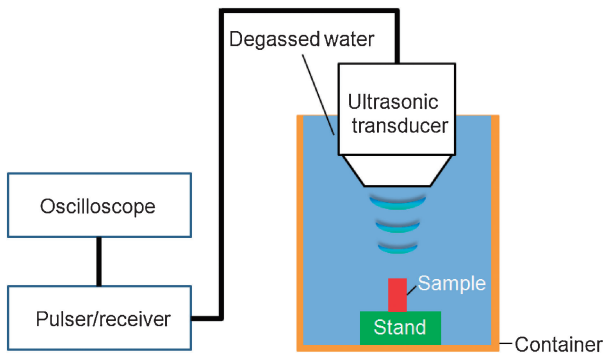 Degassed water
Ultrasonic
transducer
Oscilloscope
Sample
Pulser/receiver
Stand
Container